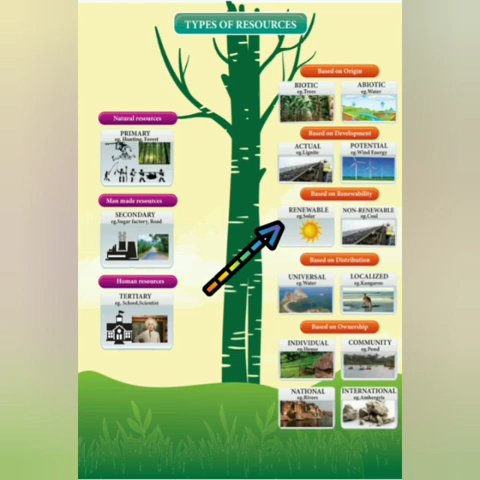 TYPES OF RESOURCES
Natural resources
PRIMARY
eg. Hunting, Forest
Man made resources
SECONDARY
eg.Sugar factory, Road
Human resources
TERTIARY
eg. School,Scientist
Based on Origin
BIOTIC
eg.Trees
ABIOTIC
eg.Water
Based on Development
ACTUAL
eg.Lignite
POTENTIAL
eg.Wind Energy
Based on Renewability
RENEWABLE
eg.Solar
NON-RENEWABLE
eg.Coal
Based on Distribution
UNIVERSAL
eg Water
LOCALIZED
eg.Kangaroo
Based on Ownership
INDIVIDUAL
eg.Home
COMMUNITY
eg.Pond
NATIONAL
eg.Rivers
INTERNATIONAL
eg.Ambergris